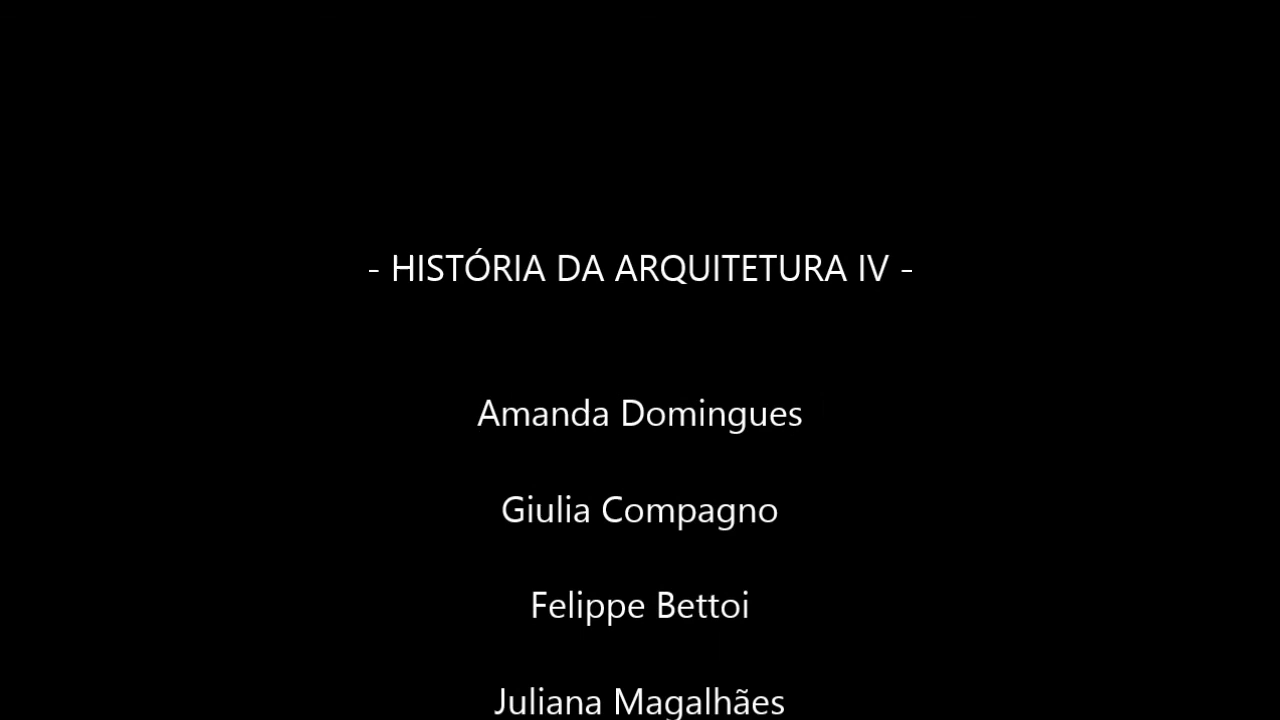 - HISTÓRIA DA ARQUITETURA IV -
Amanda Domingues
Giulia Compagno
Felippe Bettoi
Juliana Magalhães